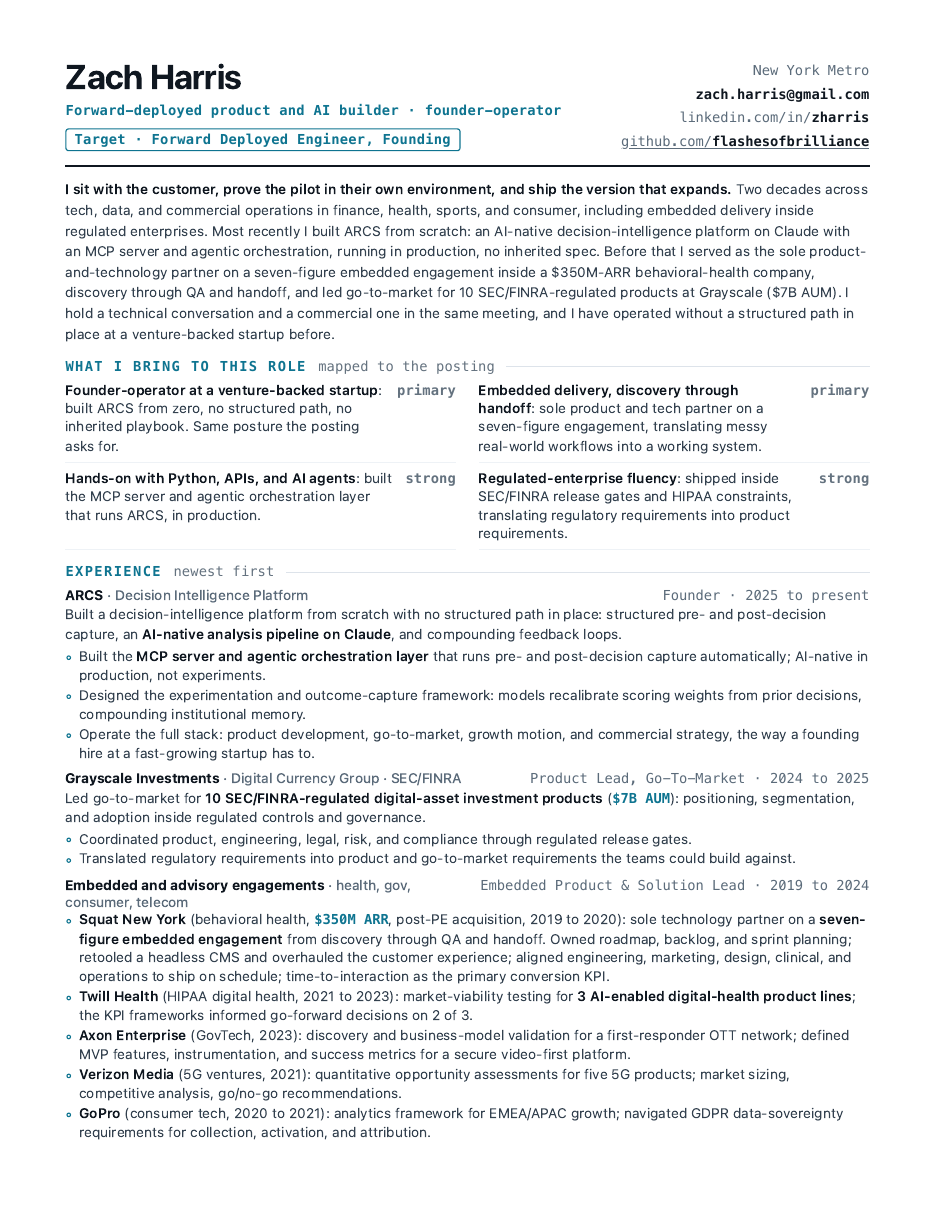 Zach Harris
Forward-deployed product and AI builder · founder-operator
Target · Forward Deployed Engineer, Founding
New York Metro
zach.harris@gmail.com
linkedin.com/in/zharris
github.com/flashesofbrilliance
I sit with the customer, prove the pilot in their own environment, and ship the version that expands. Two decades across
tech, data, and commercial operations in finance, health, sports, and consumer, including embedded delivery inside
regulated enterprises. Most recently I built ARCS from scratch: an AI-native decision-intelligence platform on Claude with
an MCP server and agentic orchestration, running in production, no inherited spec. Before that I served as the sole product-
and-technology partner on a seven-figure embedded engagement inside a $350M-ARR behavioral-health company,
discovery through QA and handoff, and led go-to-market for 10 SEC/FINRA-regulated products at Grayscale ($7B AUM). I
hold a technical conversation and a commercial one in the same meeting, and I have operated without a structured path in
place at a venture-backed startup before.
WHAT I BRING TO THIS ROLE mapped to the posting
Founder-operator at a venture-backed startup: primary
built ARCS from zero, no structured path, no
inherited playbook. Same posture the posting
asks for.
Embedded delivery, discovery through primary
handoff: sole product and tech partner on a
seven-figure engagement, translating messy
real-world workflows into a working system.
Hands-on with Python, APIs, and AI agents: built strong
the MCP server and agentic orchestration layer
that runs ARCS, in production.
Regulated-enterprise fluency: shipped inside strong
SEC/FINRA release gates and HIPAA constraints,
translating regulatory requirements into product
requirements.
EXPERIENCE newest first
ARCS · Decision Intelligence Platform Founder · 2025 to present
Built a decision-intelligence platform from scratch with no structured path in place: structured pre- and post-decision
capture, an AI-native analysis pipeline on Claude, and compounding feedback loops.
Built the MCP server and agentic orchestration layer that runs pre- and post-decision capture automatically; AI-native in
production, not experiments.
Designed the experimentation and outcome-capture framework: models recalibrate scoring weights from prior decisions,
compounding institutional memory.
Operate the full stack: product development, go-to-market, growth motion, and commercial strategy, the way a founding
hire at a fast-growing startup has to.
Grayscale Investments · Digital Currency Group · SEC/FINRA Product Lead, Go-To-Market · 2024 to 2025
Led go-to-market for 10 SEC/FINRA-regulated digital-asset investment products ($7B AUM): positioning, segmentation,
and adoption inside regulated controls and governance.
Coordinated product, engineering, legal, risk, and compliance through regulated release gates.
Translated regulatory requirements into product and go-to-market requirements the teams could build against.
Embedded and advisory engagements · health, gov, Embedded Product & Solution Lead · 2019 to 2024
consumer, telecom
Squat New York (behavioral health, $350M ARR, post-PE acquisition, 2019 to 2020): sole technology partner on a seven-
figure embedded engagement from discovery through QA and handoff. Owned roadmap, backlog, and sprint planning;
retooled a headless CMS and overhauled the customer experience; aligned engineering, marketing, design, clinical, and
operations to ship on schedule; time-to-interaction as the primary conversion KPI.
Twill Health (HIPAA digital health, 2021 to 2023): market-viability testing for 3 AI-enabled digital-health product lines;
the KPI frameworks informed go-forward decisions on 2 of 3.
Axon Enterprise (GovTech, 2023): discovery and business-model validation for a first-responder OTT network; defined
MVP features, instrumentation, and success metrics for a secure video-first platform.
Verizon Media (5G ventures, 2021): quantitative opportunity assessments for five 5G products; market sizing,
competitive analysis, go/no-go recommendations.
GoPro (consumer tech, 2020 to 2021): analytics framework for EMEA/APAC growth; navigated GDPR data-sovereignty
requirements for collection, activation, and attribution.